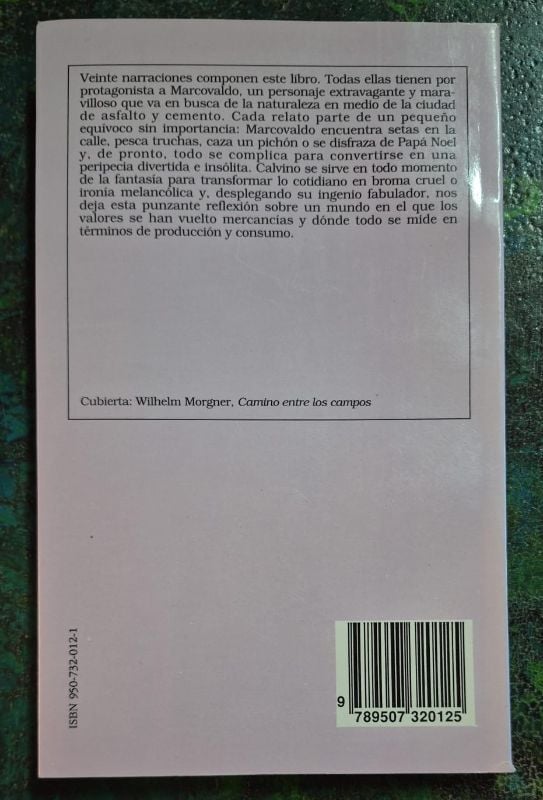 Veinte narraciones componen este libro. Todas ellas tienen por
protagonista a Marcovaldo, un personaje extravagante y mara-
villoso que va en busca de la naturaleza en medio de la ciudad
de asfalto y cemento. Cada relato parte de un pequeño
equivoco sin importancia: Marcovaldo encuentra setas en la
calle, pesca truchas, caza un pichón o se disfraza de Papá Noel
y, de pronto, todo se complica para convertirse en una
peripecia divertida e insólita. Calvino se sirve en todo momento
de la fantasía para transformar lo cotidiano en broma cruel o
ironía melancólica y, desplegando su ingenio fabulador, nos
deja esta punzante reflexión sobre un mundo en el que los
valores se han vuelto mercancías y dónde todo se mide en
términos de producción y consumo.
Cubierta: Wilhelm Morgner, Camino entre los campos
ISBN 950-732-012-1
9 789507 320125